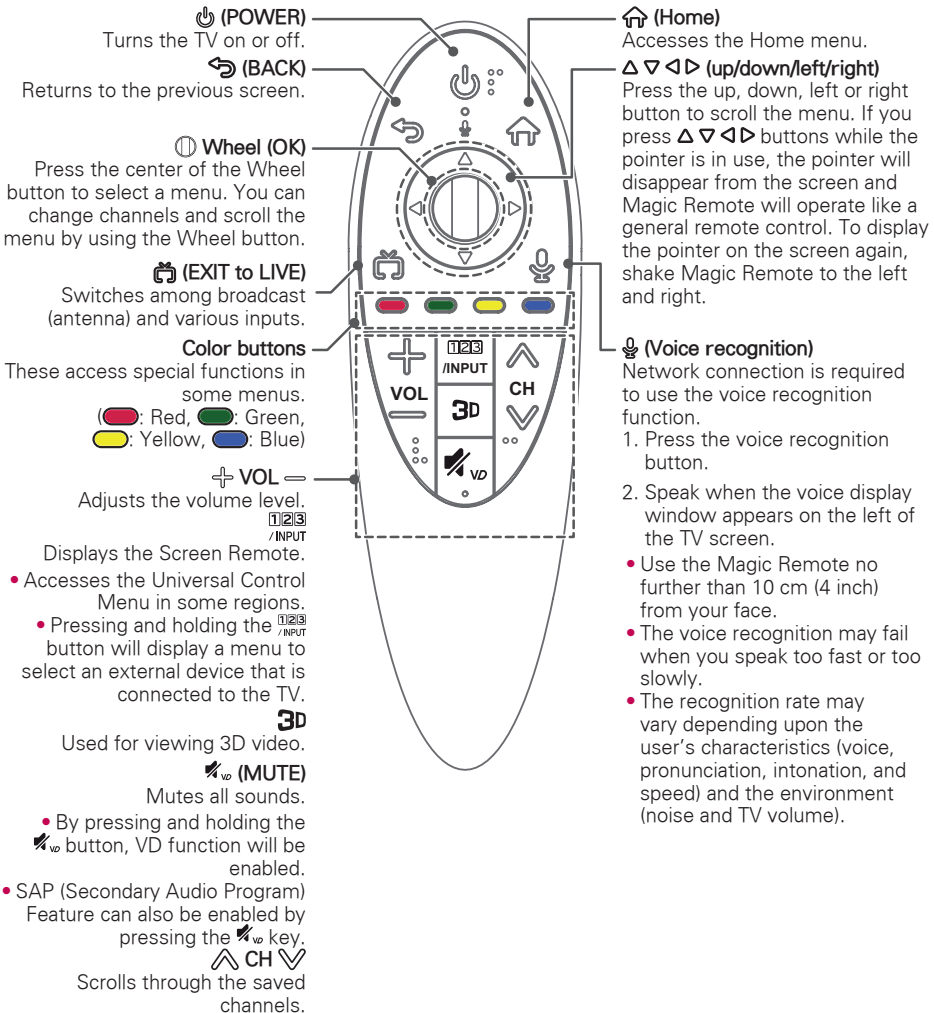 (POWER)
Turns the TV on or off.
(BACK)
Returns to the previous screen.
Wheel (OK)
Press the center of the Wheel
button to select a menu. You can
change channels and scroll the
menu by using the Wheel button.
(EXIT to LIVE)
Switches among broadcast
(antenna) and various inputs.
Color buttons
These access special functions in
some menus.
(: Red, : Green,
: Yellow, : Blue)
VOL
Adjusts the volume level.
123
/INPUT
Displays the Screen Remote.
• Accesses the Universal Control
Menu in some regions.
• Pressing and holding the 123/INPUT
button will display a menu to
select an external device that is
connected to the TV.
3D
Used for viewing 3D video.
VD (MUTE)
Mutes all sounds.
• By pressing and holding the
VD button, VD function will be
enabled.
• SAP (Secondary Audio Program)
Feature can also be enabled by
pressing the VD key.
CH
Scrolls through the saved
channels.
123
/INPUT
VOL
CH
3D
VD
(Home)
Accesses the Home menu.
△ ▽ ◁ ▷ (up/down/left/right)
Press the up, down, left or right
button to scroll the menu. If you
press △ ▽ ◁ ▷ buttons while the
pointer is in use, the pointer will
disappear from the screen and
Magic Remote will operate like a
general remote control. To display
the pointer on the screen again,
shake Magic Remote to the left
and right.
(Voice recognition)
Network connection is required
to use the voice recognition
function.
1. Press the voice recognition
button.
2. Speak when the voice display
window appears on the left of
the TV screen.
• Use the Magic Remote no
further than 10 cm (4 inch)
from your face.
• The voice recognition may fail
when you speak too fast or too
slowly.
• The recognition rate may
vary depending upon the
user's characteristics (voice,
pronunciation, intonation, and
speed) and the environment
(noise and TV volume).